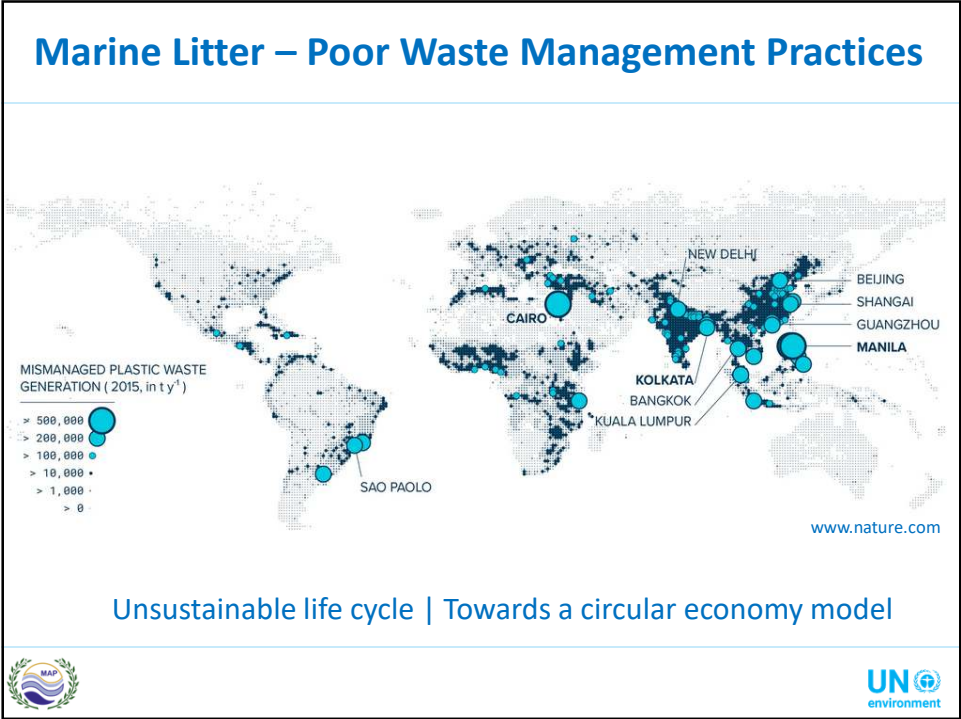 Marine Litter – Poor Waste Management Practices
NEW DELHI
BEIJING
SHANGAI
GUANGZHOU
MANILA
CAIRO
KOLKATA
BANGKOK
KUALA LUMPUR
MISMANAGED PLASTIC WASTE
GENERATION ( 2015, in t y⁻¹ )
> 500,000
> 200,000
> 100,000
> 10,000
> 1,000
> 0
SAO PAOLO
www.nature.com
Unsustainable life cycle | Towards a circular economy model
MAP
UN
environment